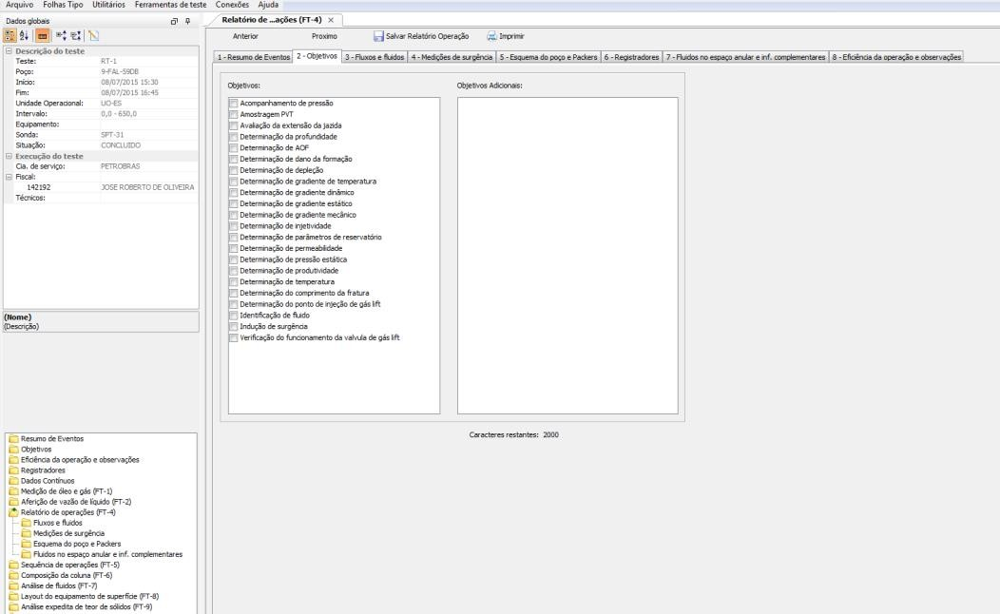 Arquivo Folhas Tipo Utilitários Ferramentas de teste Conexões Ajuda
Dados globais
Descrição do teste
Teste: RT-1
Poço: 9-FAL-59DB
Início: 08/07/2015 15:30
Fim: 08/07/2015 16:45
Unidade Operacional: UO-ES
Intervalo: 0,0 - 650,0
Equipamento:
Sonda: SPT-31
Situação: CONCLUIDO
Execução do teste
Cia. de serviço: PETROBRAS
Fiscal:
142192 JOSE ROBERTO DE OLIVEIRA
Técnicos:
(Nome)
(Descrição)
Resumo de Eventos
Objetivos
Eficiência da operação e observações
Registradores
Dados Contínuos
Medição de óleo e gás (FT-1)
Aferição de vazão de líquido (FT-2)
Relatório de operações (FT-4)
Fluxos e fluidos
Medições de surgência
Esquema do poço e Packers
Fluidos no espaço anular e inf. complementares
Sequência de operações (FT-5)
Composição da coluna (FT-6)
Análise de fluidos (FT-7)
Layout do equipamento de superfície (FT-8)
Análise expedita de teor de sólidos (FT-9)
Relatório de ...ações (FT-4)
Anterior Proximo Salvar Relatório Operação Imprimir
1 - Resumo de Eventos 2 - Objetivos 3 - Fluxos e fluidos 4 - Medições de surgência 5 - Esquema do poço e Packers 6 - Registradores 7 - Fluidos no espaço anular e inf. complementares 8 - Eficiência da operação e observações
Objetivos:
Acompanhamento de pressão
Amostragem PVT
Avaliação da extensão da jazida
Determinação da profundidade
Determinação de AOF
Determinação de dano da formação
Determinação de depleção
Determinação de gradiente de temperatura
Determinação de gradiente dinâmico
Determinação de gradiente estático
Determinação de gradiente mecânico
Determinação de injetividade
Determinação de parâmetros de reservatório
Determinação de permeabilidade
Determinação de pressão estática
Determinação de produtividade
Determinação de temperatura
Determinação do comprimento da fratura
Determinação do ponto de injeção de gás lift
Identificação de fluido
Indução de surgência
Verificação do funcionamento da valvula de gás lift
Objetivos Adicionais:
Caracteres restantes: 2000